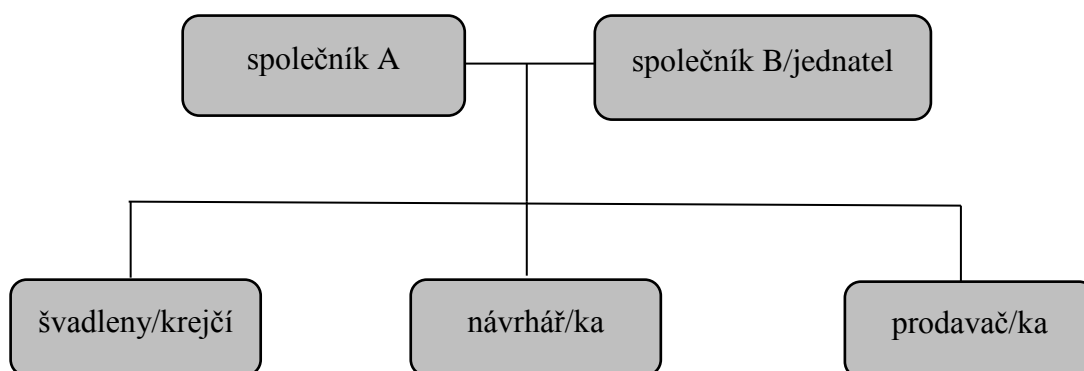 společník A
společník B/jednatel
švadleny/krejčí
návrhář/ka
prodavač/ka